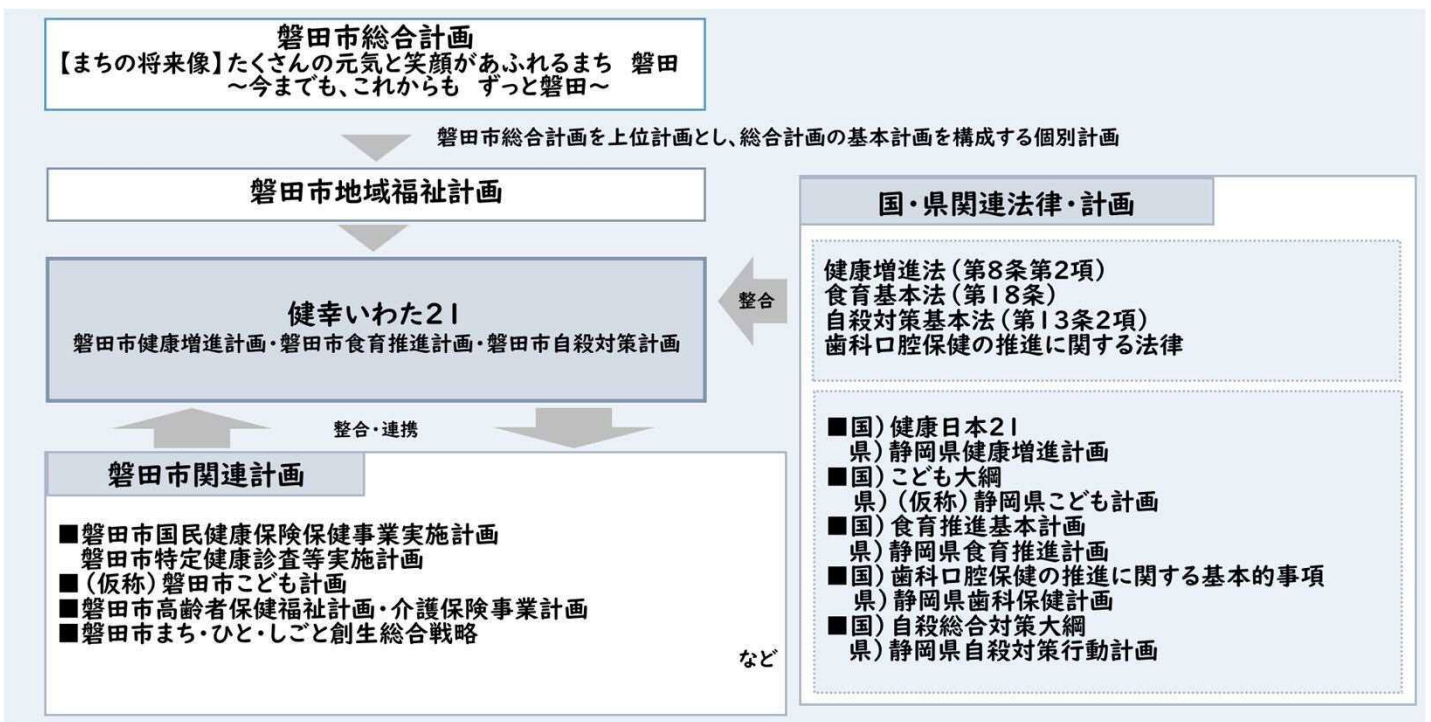 磐田市総合計画
【まちの将来像】たくさんの元気と笑顔があふれるまち　磐田
～今までも、これからも　ずっと磐田～
磐田市総合計画を上位計画とし、総合計画の基本計画を構成する個別計画
磐田市地域福祉計画
健幸いわた21
磐田市健康増進計画・磐田市食育推進計画・磐田市自殺対策計画
整合
整合・連携
磐田市関連計画
■磐田市国民健康保険保健事業実施計画
磐田市特定健康診査等実施計画
■（仮称）磐田市こども計画
■磐田市高齢者保健福祉計画・介護保険事業計画
■磐田市まち・ひと・しごと創生総合戦略
など
国・県関連法律・計画
健康増進法（第8条第2項）
食育基本法（第18条）
自殺対策基本法（第13条2項）
歯科口腔保健の推進に関する法律
■国）健康日本21
県）静岡県健康増進計画
■国）こども大綱
県）（仮称）静岡県こども計画
■国）食育推進基本計画
県）静岡県食育推進計画
■国）歯科口腔保健の推進に関する基本的事項
県）静岡県歯科保健計画
■国）自殺総合対策大綱
県）静岡県自殺対策行動計画